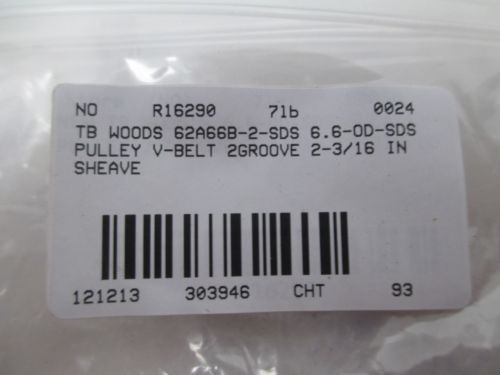 NO R16290 7lb 0024
TB WOODS 62A66B-2-SDS 6.6-OD-SDS
PULLEY V-BELT 2GROOVE 2-3/16 IN
SHEAVE
121213 303946 CHT 93